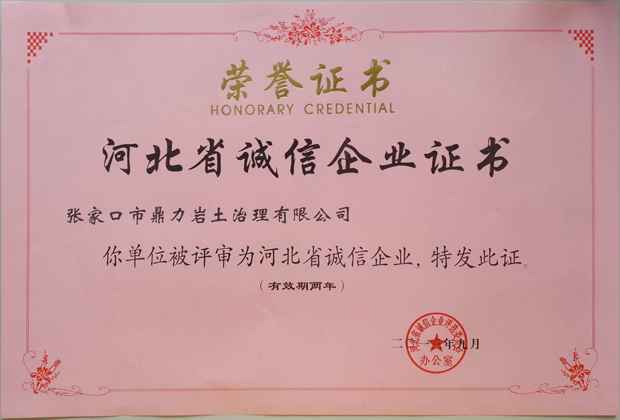 荣誉证书
HONORARY CREDENTIAL
河北省诚信企业证书
张家口市鼎力岩土治理有限公司
你单位被评审为河北省诚信企业，特发此证。
（有效期两年）
年九月
办公室